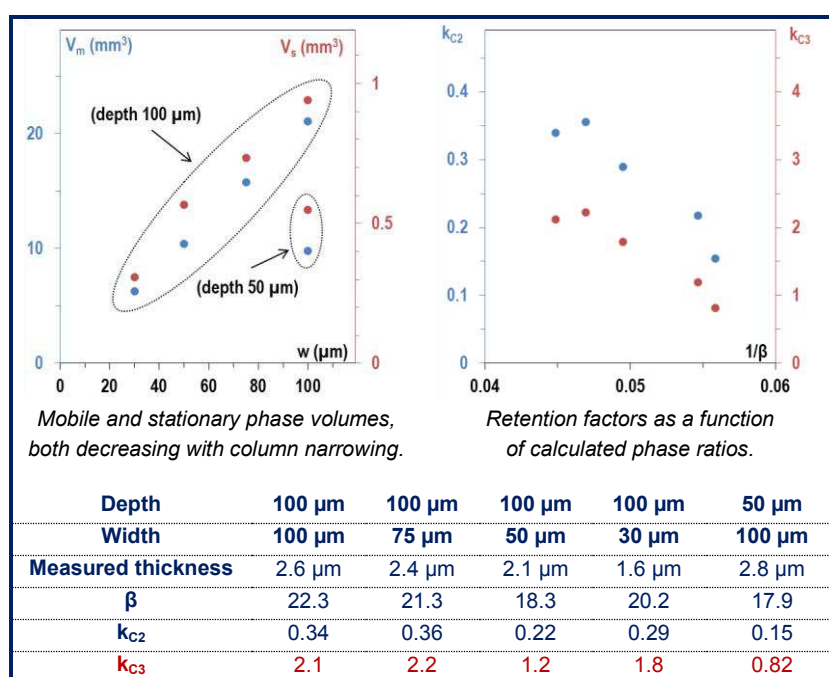 V_m (mm³) V_s (mm³)
1
(depth 100 µm)
20
0.5
10
(depth 50 µm)
w (µm)
0 0
0 20 40 60 80 100
k_C2 k_C3
0.4 4
0.3 3
0.2 2
0.1 1
1/β
0 0
0.04 0.05 0.06
Mobile and stationary phase volumes,
both decreasing with column narrowing.
Retention factors as a function
of calculated phase ratios.
Depth 100 µm 100 µm 100 µm 100 µm 50 µm
Width 100 µm 75 µm 50 µm 30 µm 100 µm
Measured thickness 2.6 µm 2.4 µm 2.1 µm 1.6 µm 2.8 µm
β 22.3 21.3 18.3 20.2 17.9
k_C2 0.34 0.36 0.22 0.29 0.15
k_C3 2.1 2.2 1.2 1.8 0.82